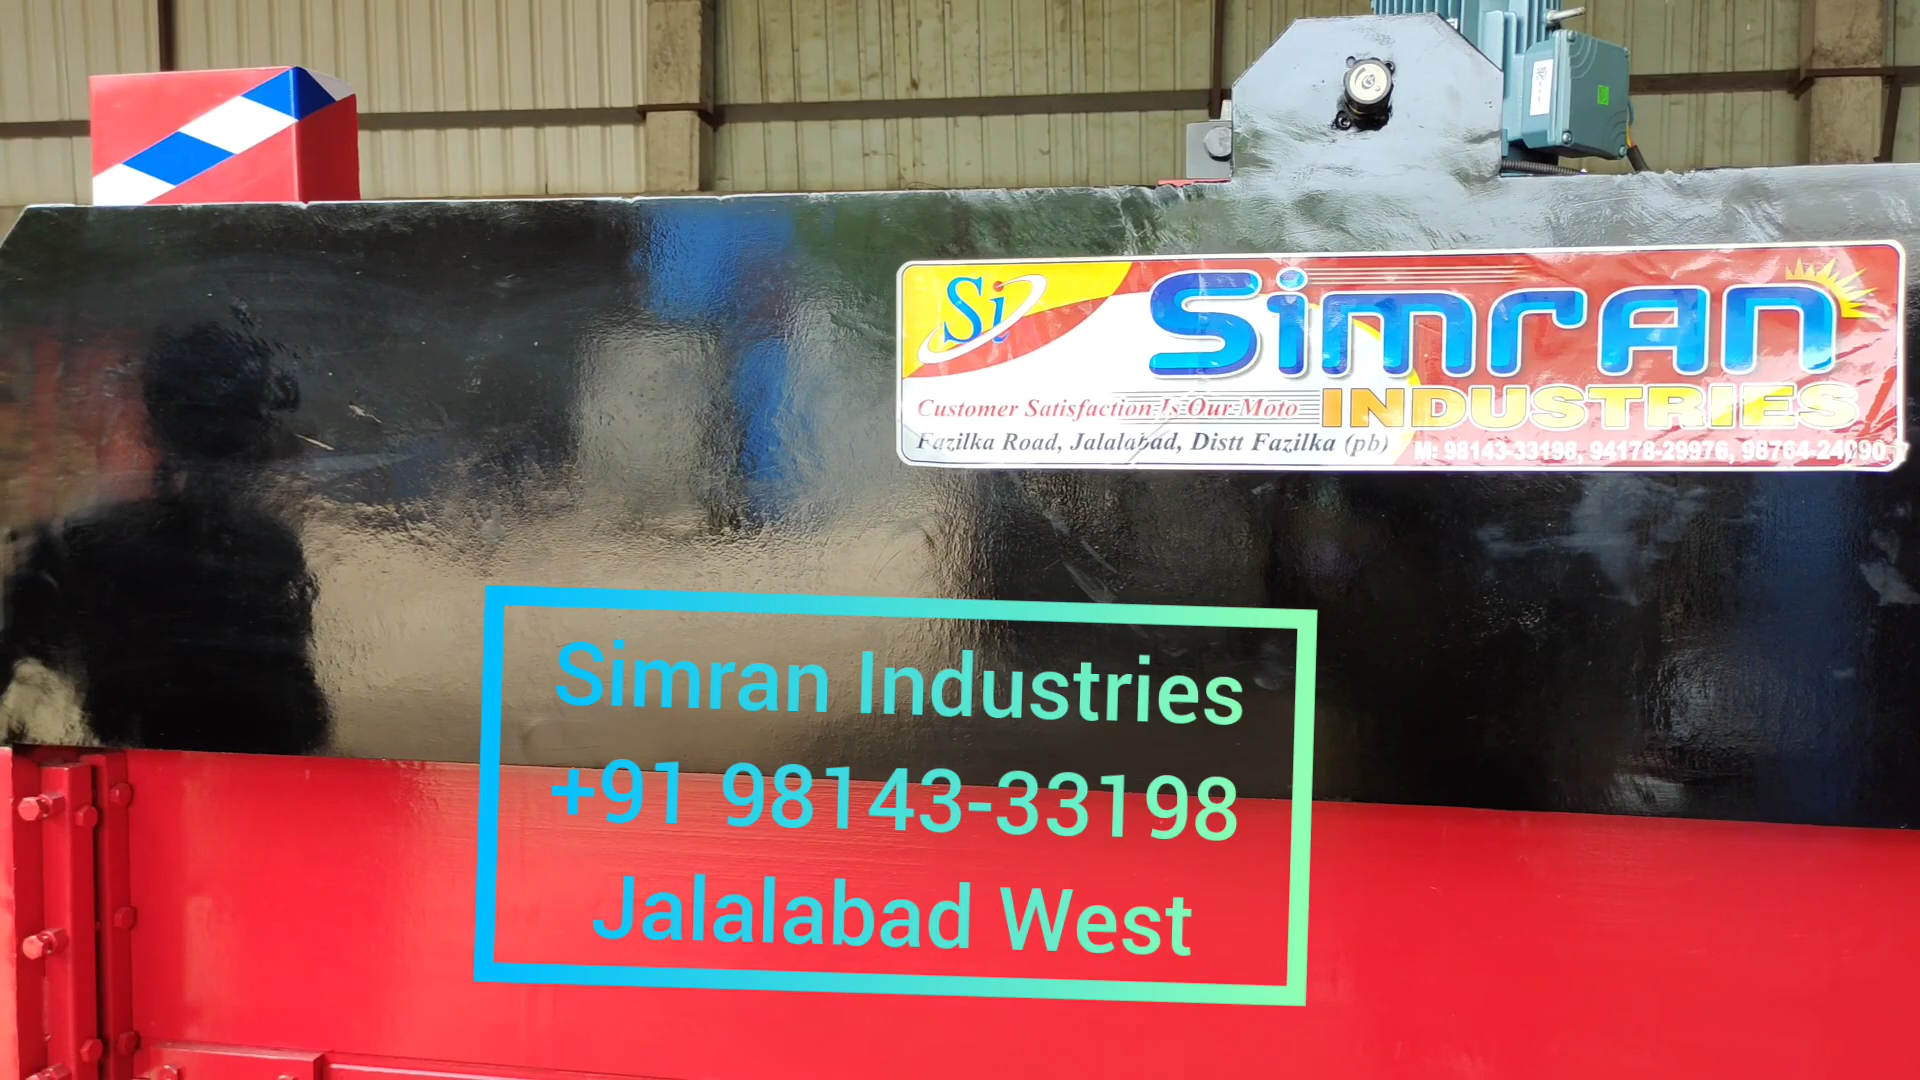 Si
Simran
INDUSTRIES
Customer Satisfaction Is Our Moto
Fazilka Road, Jalalabad, Distt Fazilka (pb)
M: 98143-33198, 94178-29976, 98764-24090
Simran Industries
+91 98143-33198
Jalalabad West